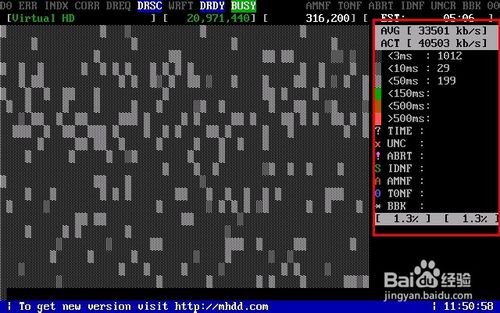 DO ERR INDX CORR DREQ DRSC WRFT DRDY BUSY AMNF TONF ABRT IDNF UNCR BBK
[Virtual HD ] [ 20,971,440] [ 316,200] [ EST: 05:06
AVG [ 33501 kb/s]
ACT [ 40503 kb/s]
<3ms : 1012
<10ms : 29
<50ms : 199
<150ms:
<500ms:
>500ms:
? TIME :
x UNC :
! ABRT :
S IDNF :
A AMNF :
0 TONF :
* BBK :
[ 1.3% ] [ 1.3% ]
Baidu 经验
jingyan.baidu.com
| To get new version visit http://mhdd.com | 11:50:58